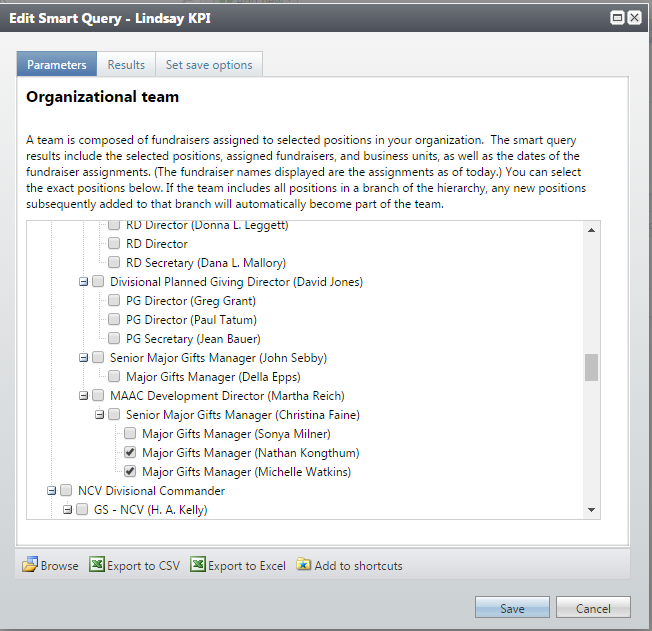 Edit Smart Query - Lindsay KPI
Parameters
Results
Set save options
Organizational team
A team is composed of fundraisers assigned to selected positions in your organization. The smart query
results include the selected positions, assigned fundraisers, and business units, as well as the dates of the
fundraiser assignments. (The fundraiser names displayed are the assignments as of today.) You can select
the exact positions below. If the team includes all positions in a branch of the hierarchy, any new positions
subsequently added to that branch will automatically become part of the team.
RD Director (Donna L. Leggett)
RD Director
RD Secretary (Dana L. Mallory)
Divisional Planned Giving Director (David Jones)
PG Director (Greg Grant)
PG Director (Paul Tatum)
PG Secretary (Jean Bauer)
Senior Major Gifts Manager (John Sebby)
Major Gifts Manager (Della Epps)
MAAC Development Director (Martha Reich)
Senior Major Gifts Manager (Christina Faine)
Major Gifts Manager (Sonya Milner)
Major Gifts Manager (Nathan Kongthum)
Major Gifts Manager (Michelle Watkins)
NCV Divisional Commander
GS - NCV (H. A. Kelly)
Browse
Export to CSV
Export to Excel
Add to shortcuts
Save
Cancel